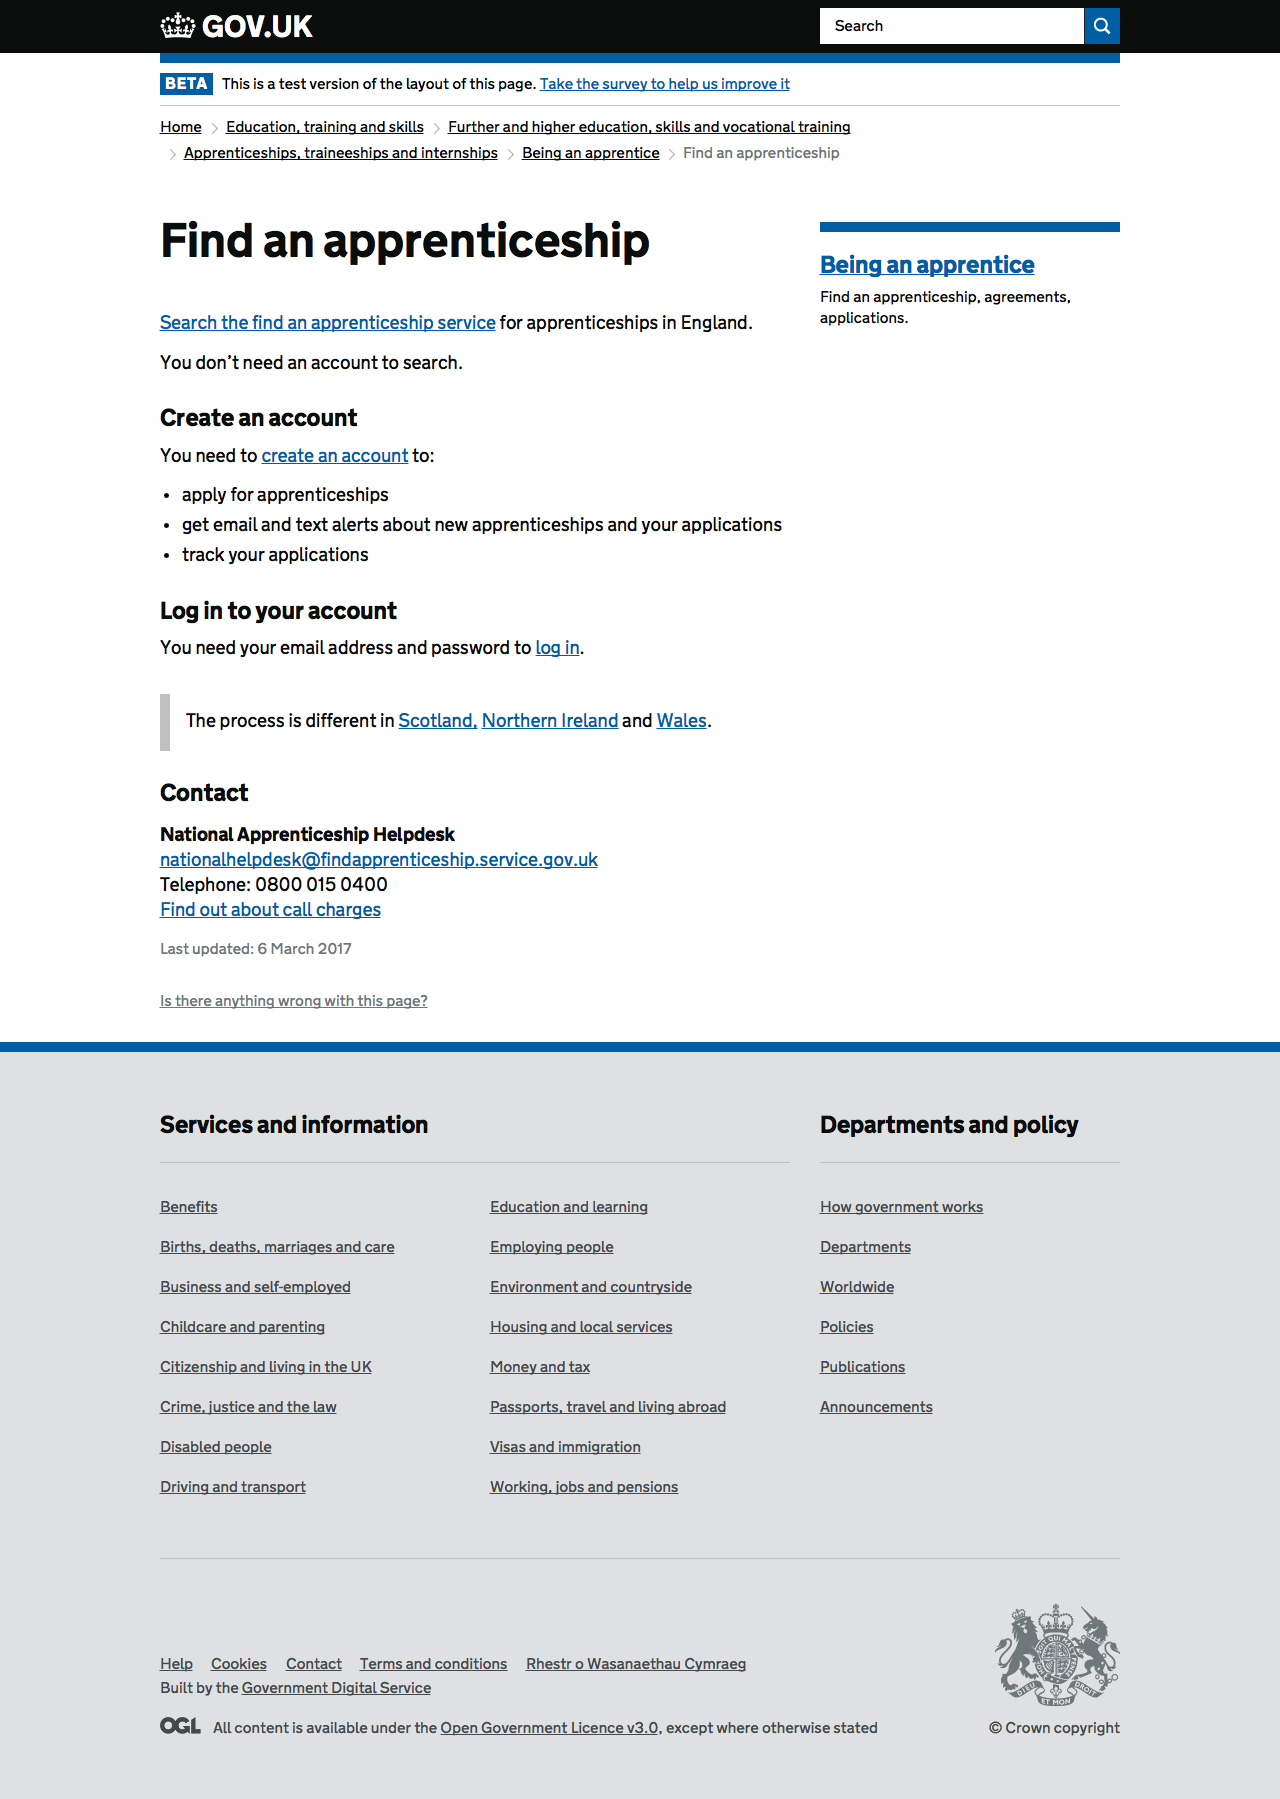 GOV.UK
Search
BETA This is a test version of the layout of this page. Take the survey to help us improve it
Home Education, training and skills Further and higher education, skills and vocational training
Apprenticeships, traineeships and internships Being an apprentice Find an apprenticeship
Find an apprenticeship
Search the find an apprenticeship service for apprenticeships in England.
You don’t need an account to search.
Create an account
You need to create an account to:
• apply for apprenticeships
• get email and text alerts about new apprenticeships and your applications
• track your applications
Log in to your account
You need your email address and password to log in.
The process is different in Scotland, Northern Ireland and Wales.
Contact
National Apprenticeship Helpdesk
nationalhelpdesk@findapprenticeship.service.gov.uk
Telephone: 0800 015 0400
Find out about call charges
Last updated: 6 March 2017
Is there anything wrong with this page?
Being an apprentice
Find an apprenticeship, agreements,
applications.
Services and information
Benefits
Births, deaths, marriages and care
Business and self-employed
Childcare and parenting
Citizenship and living in the UK
Crime, justice and the law
Disabled people
Driving and transport
Education and learning
Employing people
Environment and countryside
Housing and local services
Money and tax
Passports, travel and living abroad
Visas and immigration
Working, jobs and pensions
Departments and policy
How government works
Departments
Worldwide
Policies
Publications
Announcements
Help Cookies Contact Terms and conditions Rhestr o Wasanaethau Cymraeg
Built by the Government Digital Service
OGL All content is available under the Open Government Licence v3.0, except where otherwise stated
DIEU ET MON DROIT
© Crown copyright